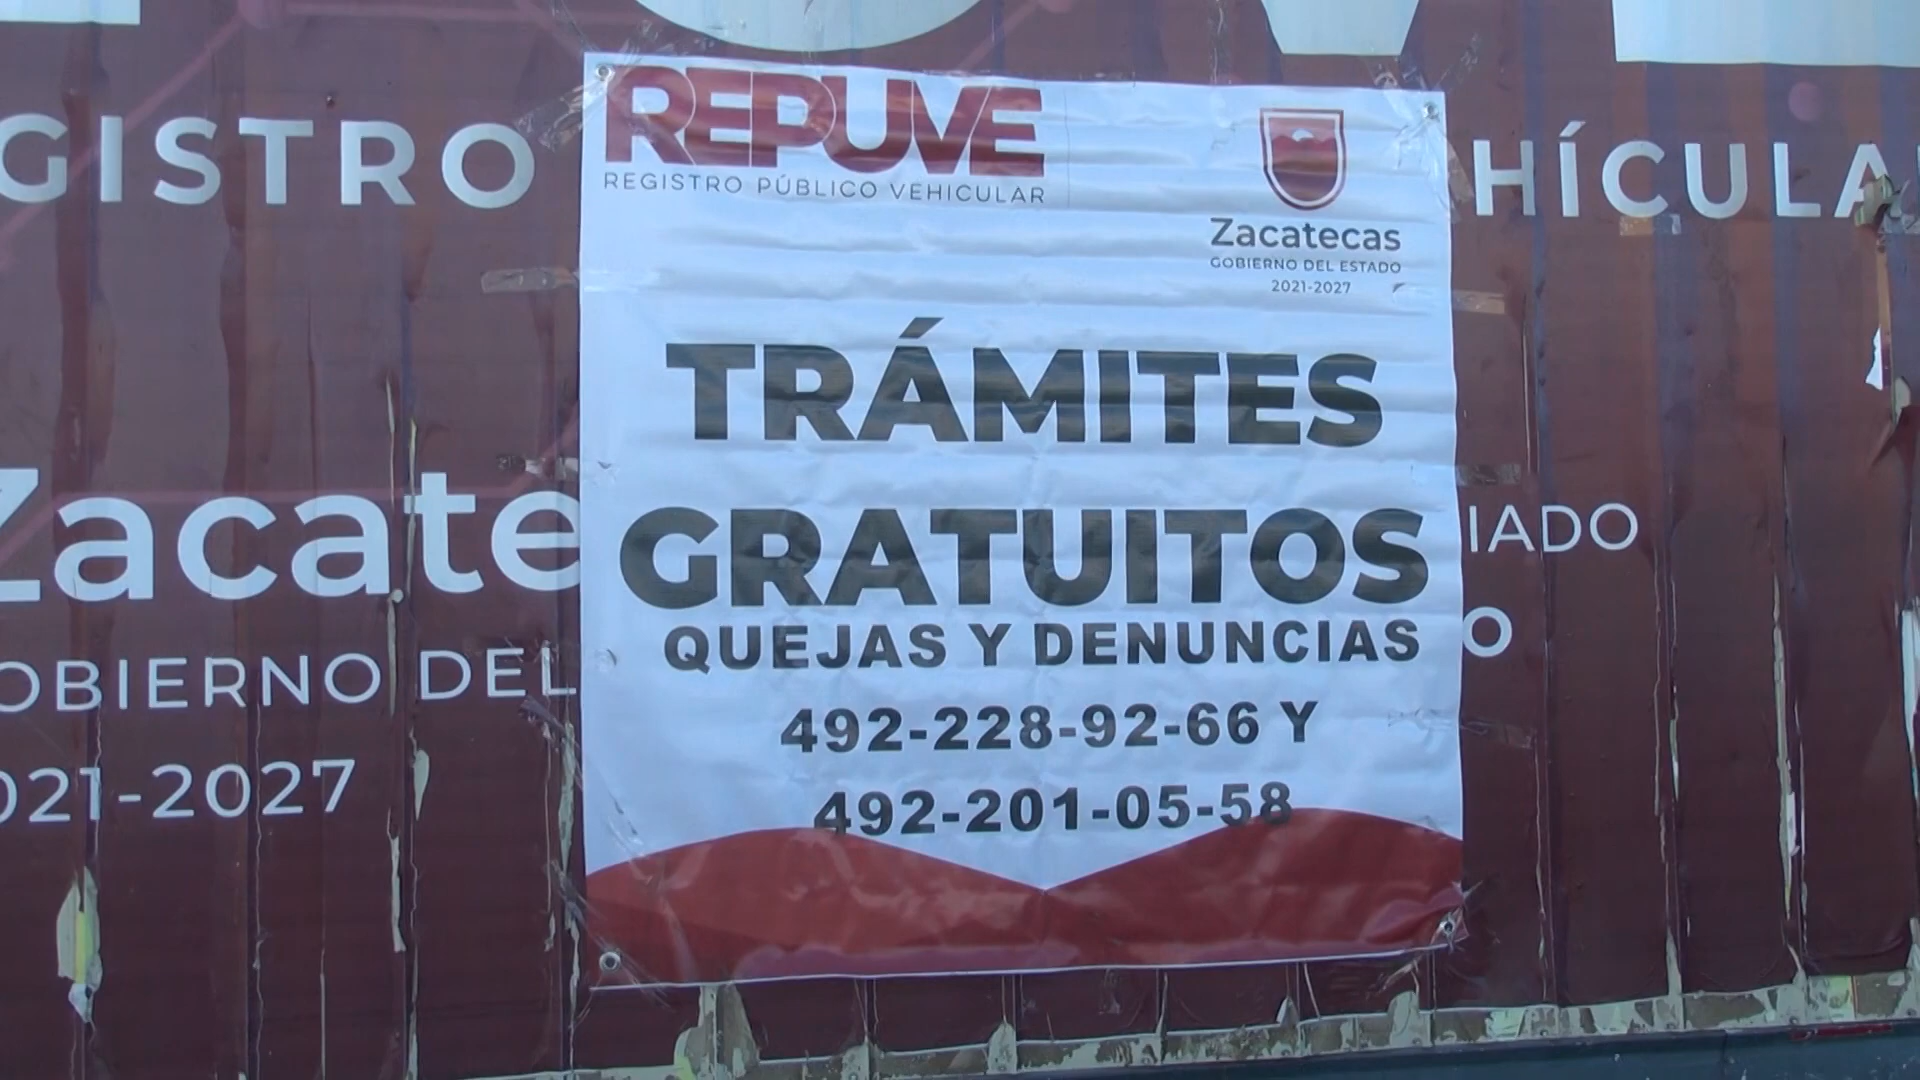 REPUVE
REGISTRO PÚBLICO VEHICULAR
Zacatecas
GOBIERNO DEL ESTADO
2021-2027
TRÁMITES
GRATUITOS
QUEJAS Y DENUNCIAS
492-228-92-66 Y
492-201-05-58
GISTRO
HÍCULA
Zacate
IADO
O
OBIERNO DEL
021-2027